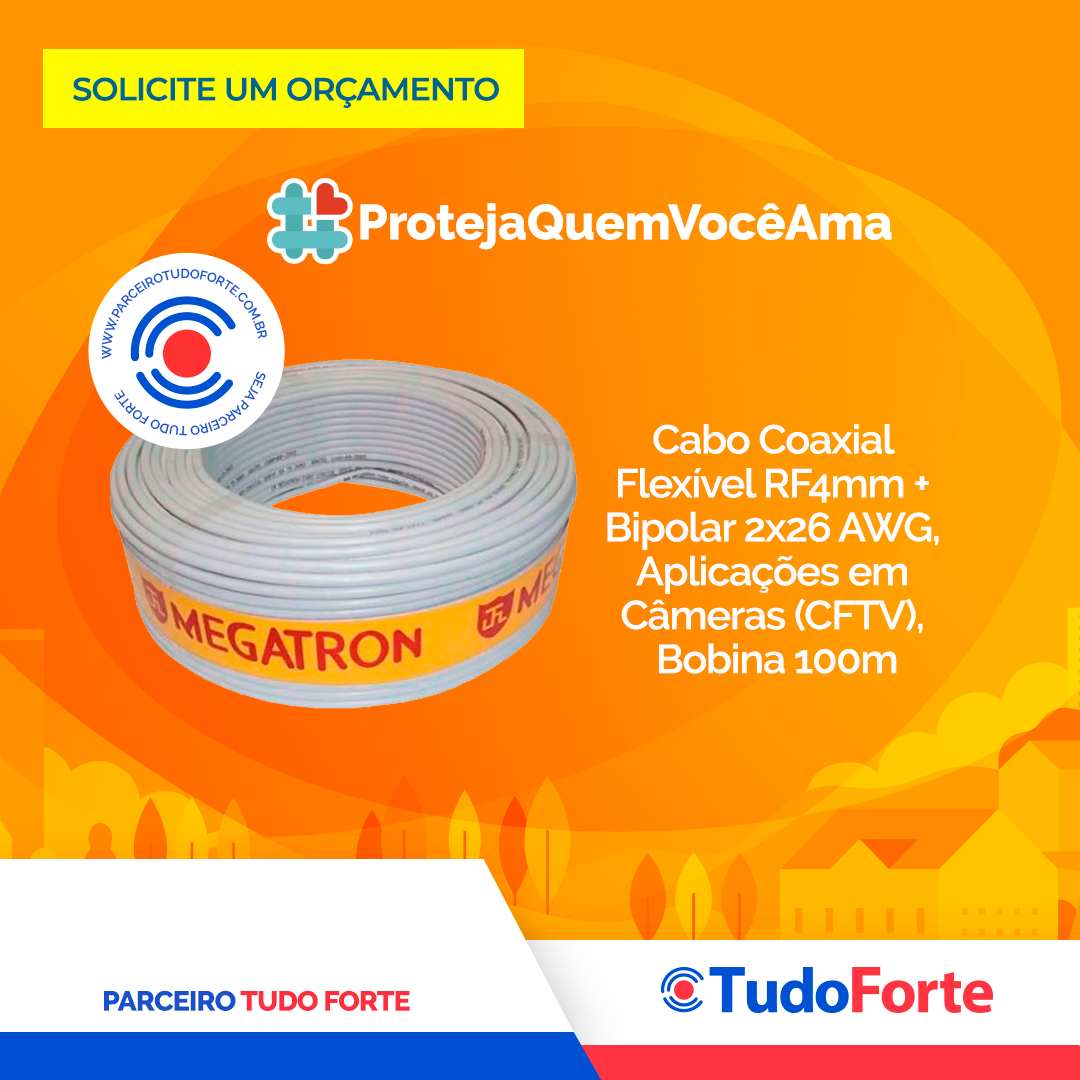 SOLICITE UM ORÇAMENTO
#ProtejaQuemVocêAma
WWW.PARCEIROTUDOFORTE.COM.BR
SEJA PARCEIRO TUDO FORTE
Cabo Coaxial
Flexível RF4mm +
Bipolar 2x26 AWG,
Aplicações em
Câmeras (CFTV),
Bobina 100m
MEGATRON
PARCEIRO TUDO FORTE
TudoForte